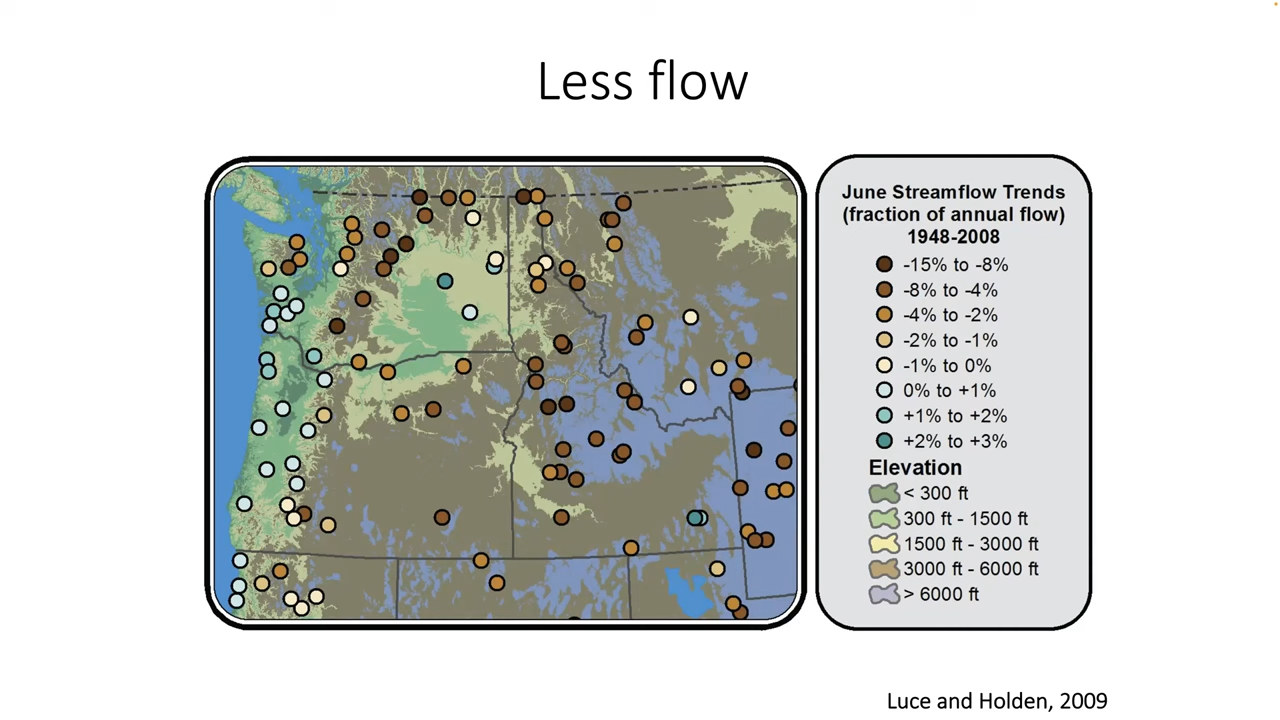 Less flow
June Streamflow Trends
(fraction of annual flow)
1948-2008
-15% to -8%
-8% to -4%
-4% to -2%
-2% to -1%
-1% to 0%
0% to +1%
+1% to +2%
+2% to +3%
Elevation
< 300 ft
300 ft - 1500 ft
1500 ft - 3000 ft
3000 ft - 6000 ft
> 6000 ft
Luce and Holden, 2009